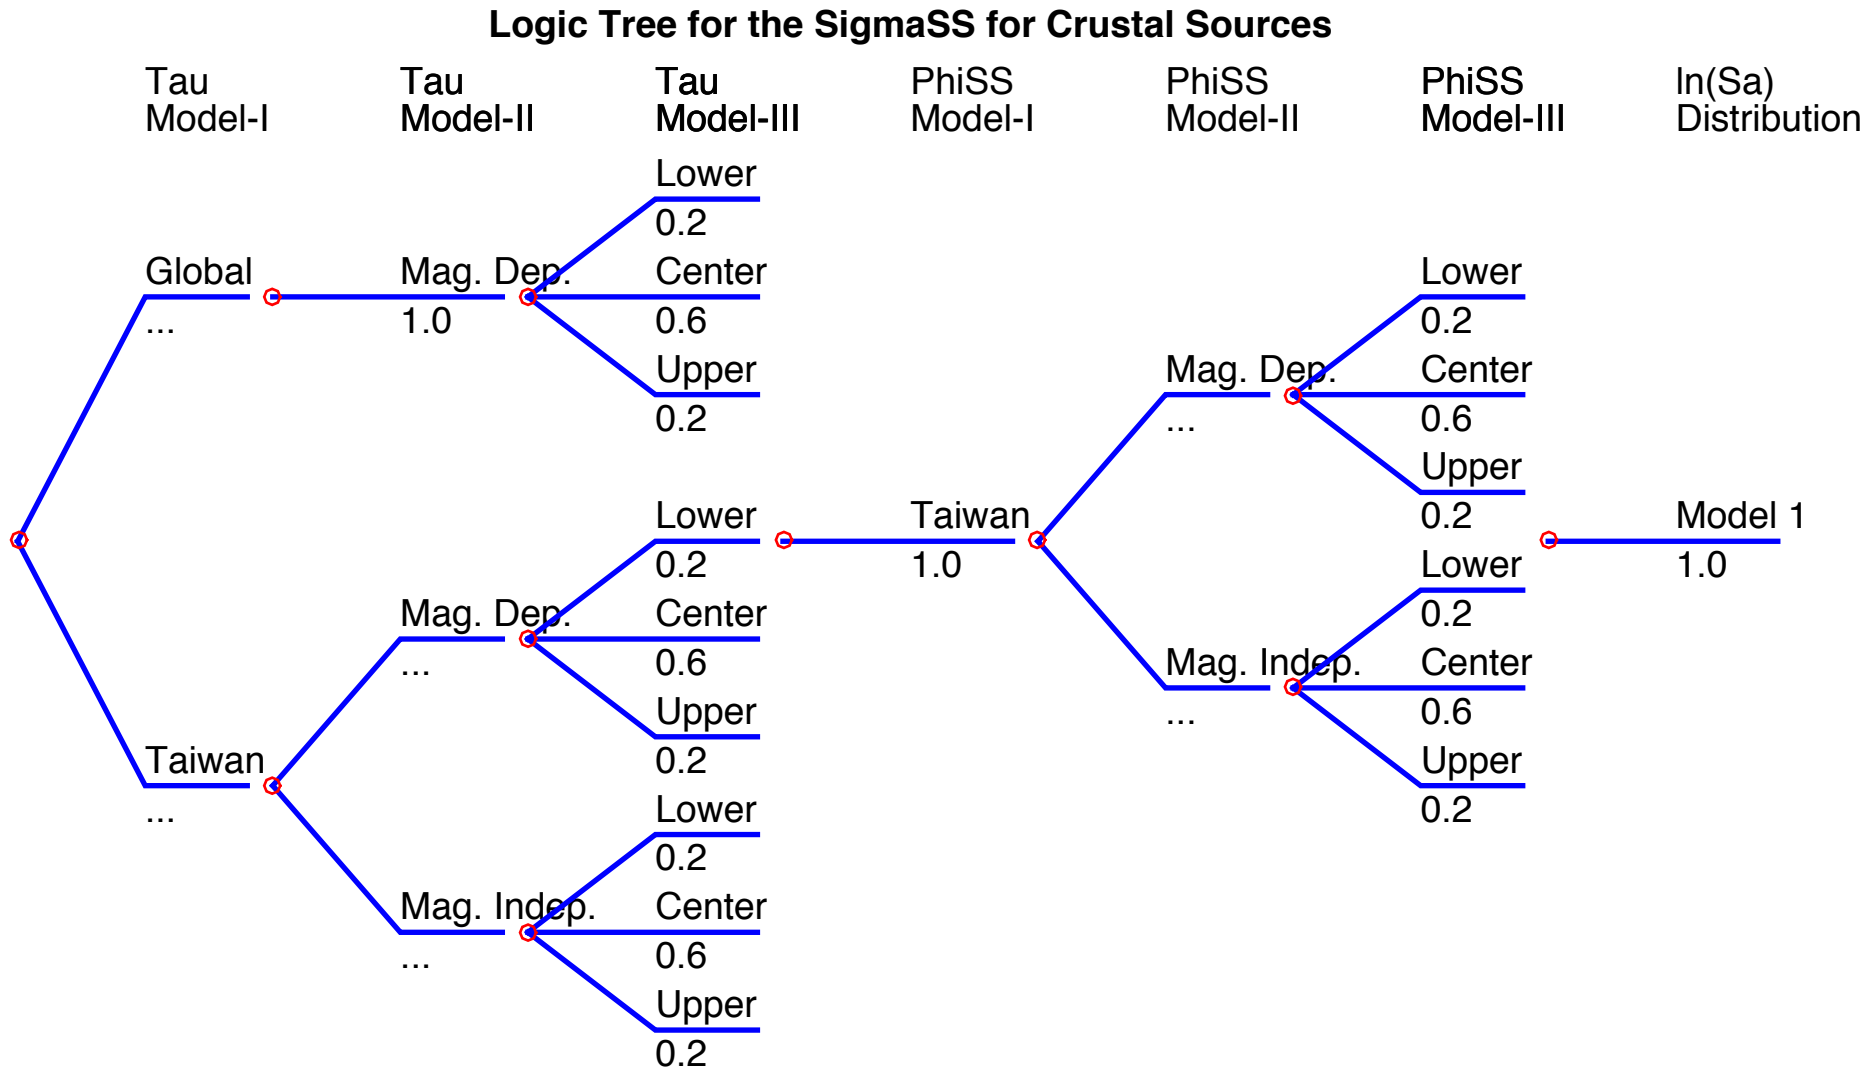 Logic Tree for the SigmaSS for Crustal Sources
Tau Model-I
Tau Model-II
Tau Model-III
PhiSS Model-I
PhiSS Model-II
PhiSS Model-III
ln(Sa) Distribution
Global
...
Taiwan
...
Mag. Dep.
1.0
Mag. Dep.
...
Mag. Indep.
...
Lower
0.2
Center
0.6
Upper
0.2
Lower
0.2
Center
0.6
Upper
0.2
Lower
0.2
Center
0.6
Upper
0.2
Taiwan
1.0
Mag. Dep.
...
Mag. Indep.
...
Lower
0.2
Center
0.6
Upper
0.2
Lower
0.2
Center
0.6
Upper
0.2
Model 1
1.0